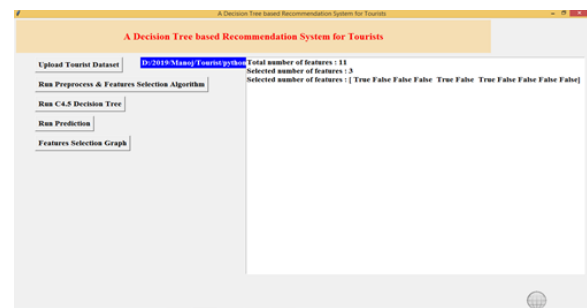 A Decision Tree based Recommendation System for Tourists
A Decision Tree based Recommendation System for Tourists
Upload Tourist Dataset
D:/2019/Manoj/Tourist/python
Total number of features : 11
Selected number of features : 3
Selected number of features : [ True False False False True False True False False False False]
Run Preprocess & Features Selection Algorithm
Run C4.5 Decision Tree
Run Prediction
Features Selection Graph